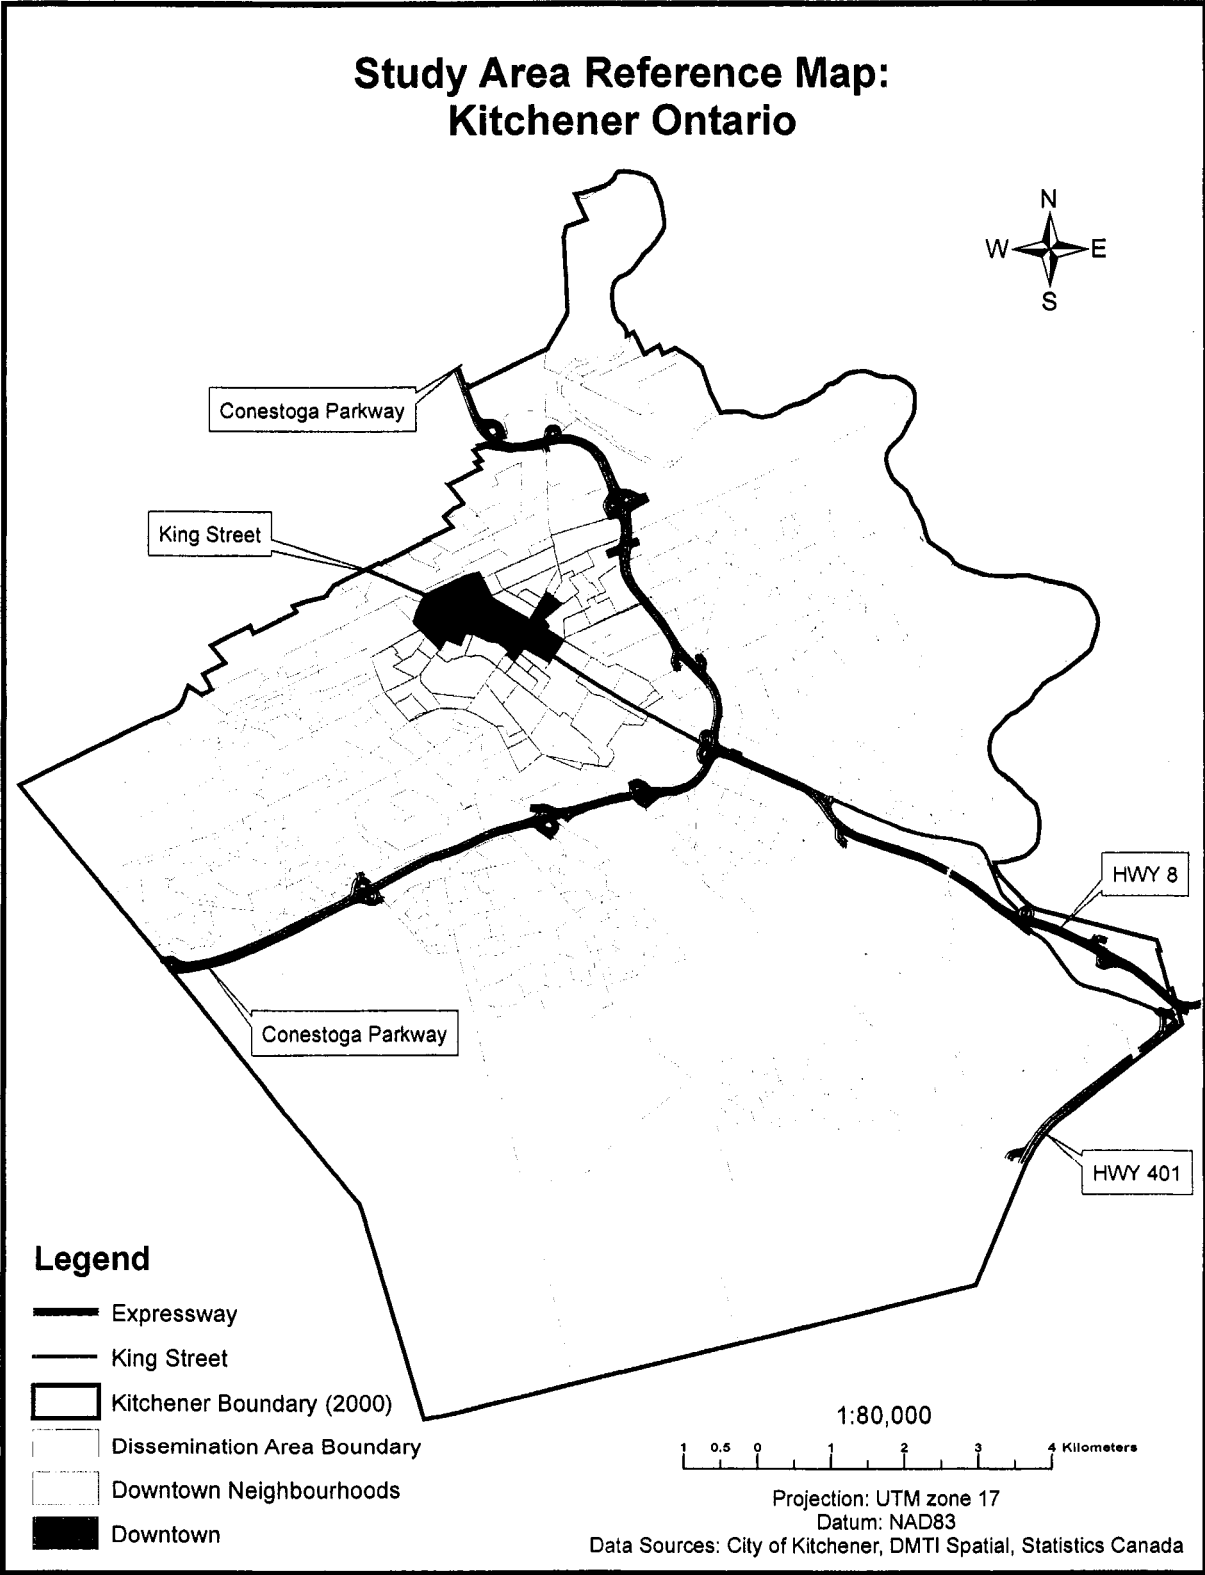 Study Area Reference Map:
Kitchener Ontario
N
W E
S
Conestoga Parkway
King Street
HWY 8
Conestoga Parkway
HWY 401
Legend
Expressway
King Street
Kitchener Boundary (2000)
Dissemination Area Boundary
Downtown Neighbourhoods
Downtown
1:80,000
1 0.5 0 1 2 3 4 Kilometers
Projection: UTM zone 17
Datum: NAD83
Data Sources: City of Kitchener, DMTI Spatial, Statistics Canada